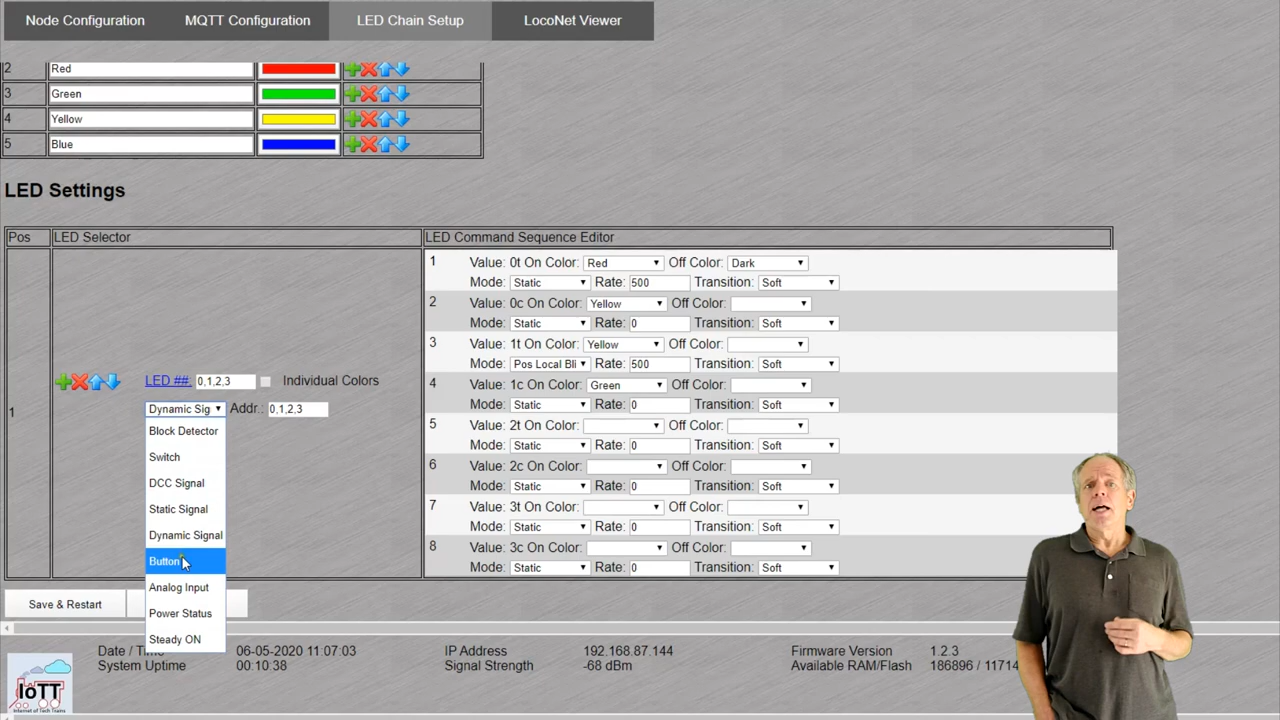 Node Configuration MQTT Configuration LED Chain Setup LocoNet Viewer
2 Red
3 Green
4 Yellow
5 Blue
LED Settings
Pos LED Selector LED Command Sequence Editor
1 Value: 0t On Color: Red Off Color: Dark
Mode: Static Rate: 500 Transition: Soft
2 Value: 0c On Color: Yellow Off Color:
Mode: Static Rate: 0 Transition: Soft
3 Value: 1t On Color: Yellow Off Color:
Mode: Pos Local Bli Rate: 500 Transition: Soft
4 Value: 1c On Color: Green Off Color:
Mode: Static Rate: 0 Transition: Soft
5 Value: 2t On Color: Off Color:
Mode: Static Rate: 0 Transition: Soft
6 Value: 2c On Color: Off Color:
Mode: Static Rate: 0 Transition: Soft
7 Value: 3t On Color: Off Color:
Mode: Static Rate: 0 Transition: Soft
8 Value: 3c On Color: Off Color:
Mode: Static Rate: 0 Transition: Soft
1
LED ##: 0,1,2,3 Individual Colors
Dynamic Sig Addr.: 0,1,2,3
Block Detector
Switch
DCC Signal
Static Signal
Dynamic Signal
Button
Analog Input
Power Status
Steady ON
Save & Restart
Date / Time 06-05-2020 11:07:03 IP Address 192.168.87.144 Firmware Version 1.2.3
System Uptime 00:10:38 Signal Strength -68 dBm Available RAM/Flash 186896 / 11714
IoTT
Internet of Tech Trains